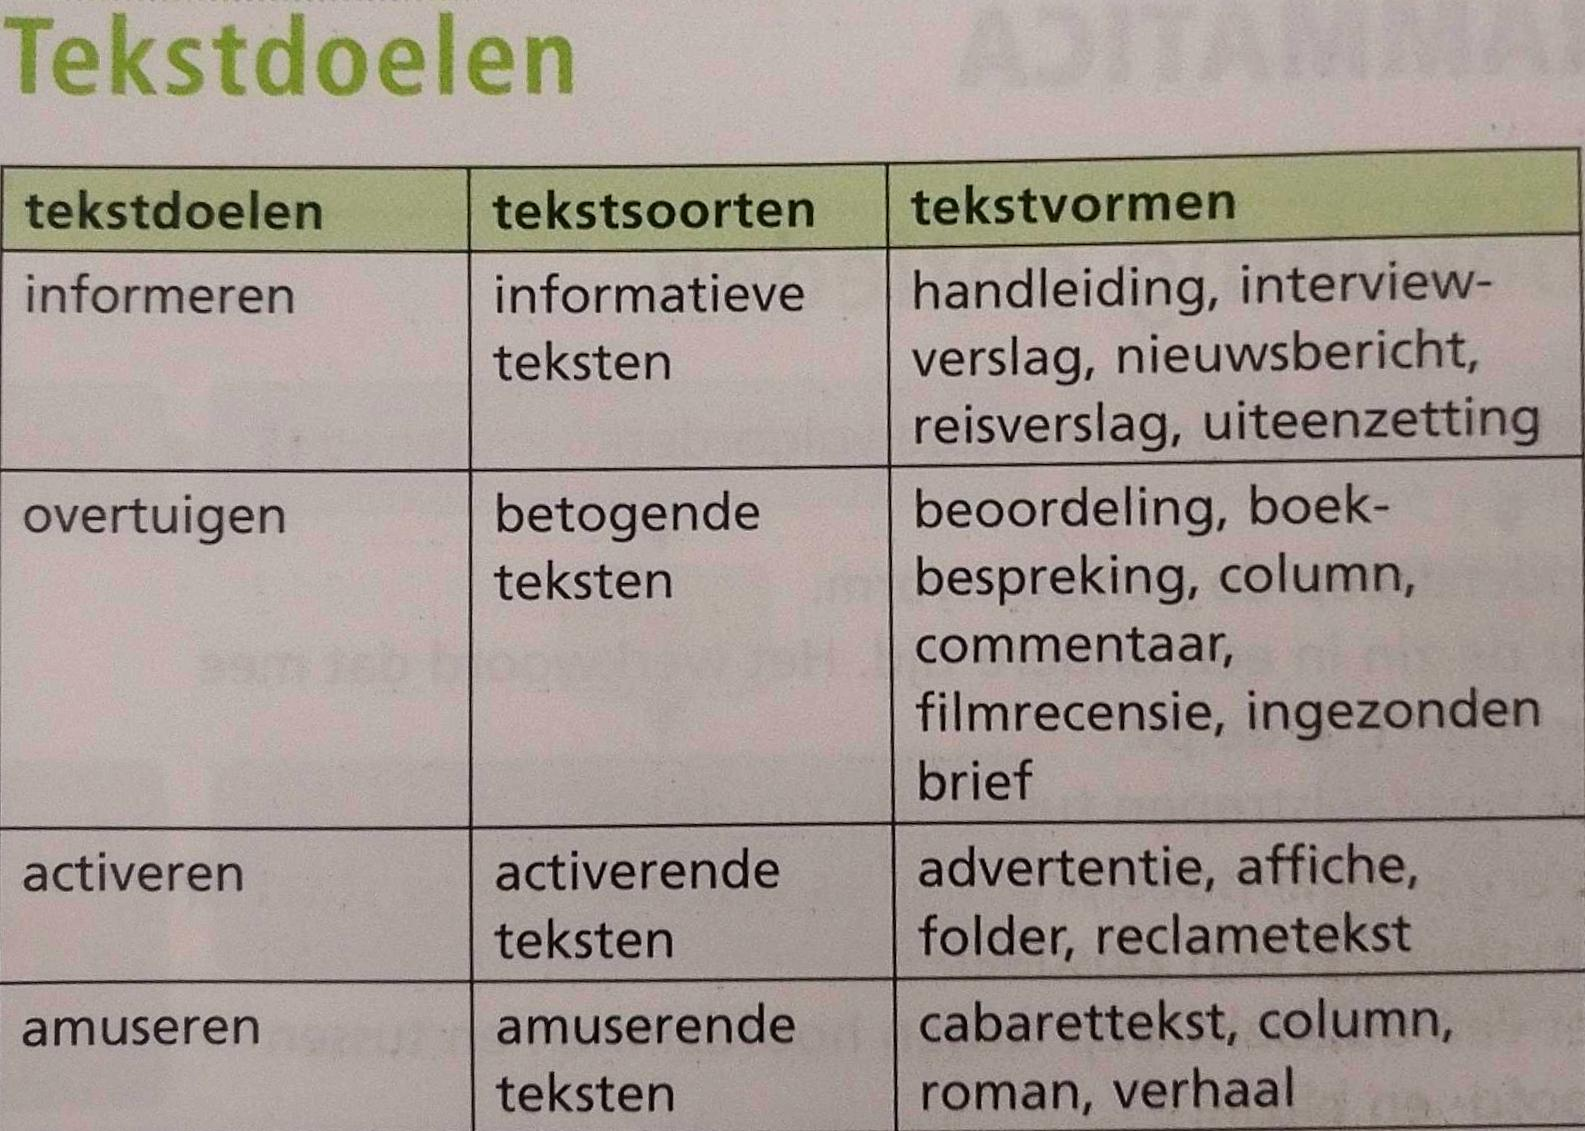 Tekstdoelen
tekstdoelen tekstsoorten tekstvormen
informeren informatieve handleiding, interview-
teksten verslag, nieuwsbericht,
reisverslag, uiteenzetting
overtuigen betogende beoordeling, boek-
teksten bespreking, column,
commentaar,
filmrecensie, ingezonden
brief
activeren activerende advertentie, affiche,
teksten folder, reclametekst
amuseren amuserende cabarettekst, column,
teksten roman, verhaal